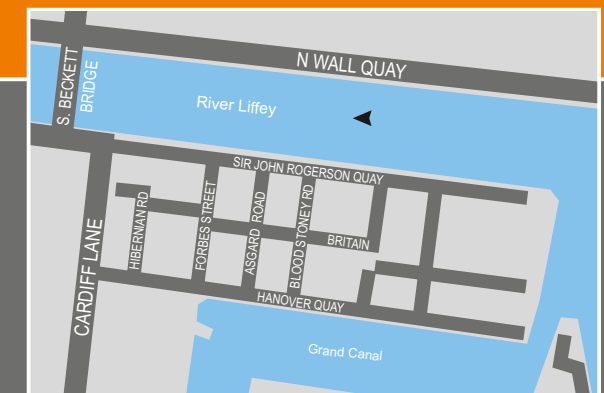 N WALL QUAY
S. BECKETT
BRIDGE
River Liffey
SIR JOHN ROGERSON QUAY
HIBERNIAN RD
FORBES STREET
ASGARD ROAD
BLOOD STONEY RD
BRITAIN
CARDIFF LANE
HANOVER QUAY
Grand Canal